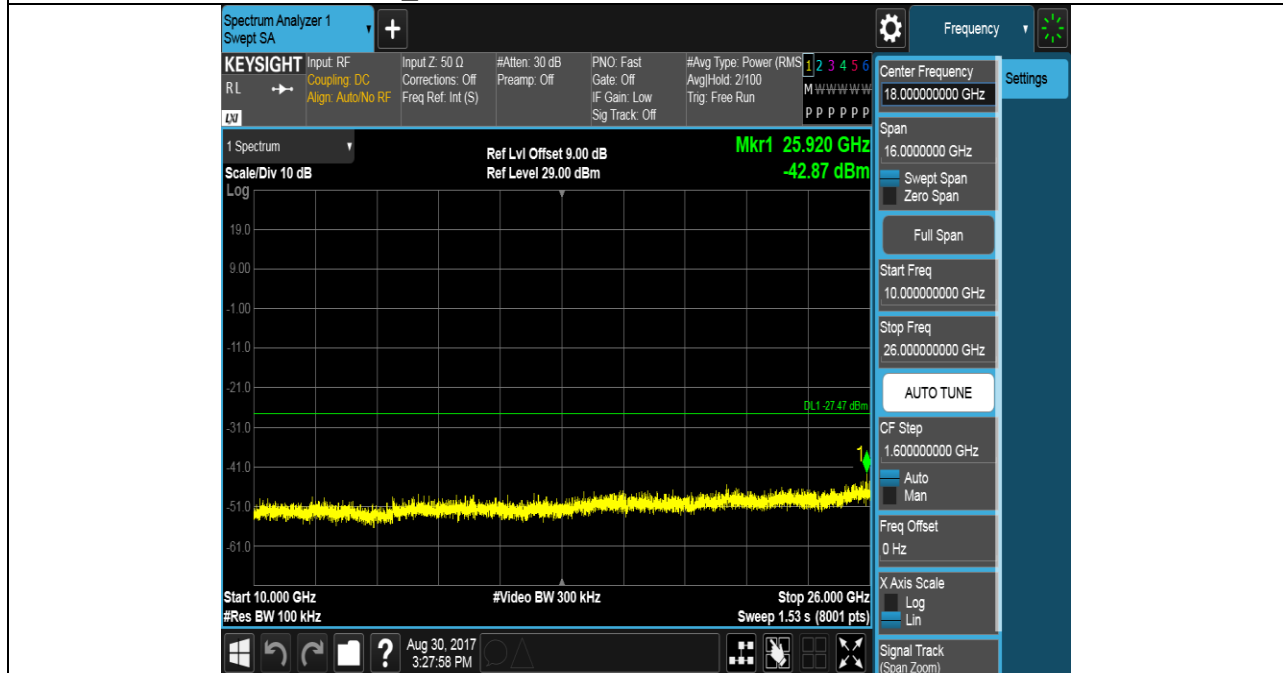 Spectrum Analyzer 1
Swept SA
+
Frequency
KEYSIGHT
RL
LXI
Input: RF
Coupling: DC
Align: Auto/No RF
Input Z: 50 Ω
Corrections: Off
Freq Ref: Int (S)
#Atten: 30 dB
Preamp: Off
PNO: Fast
Gate: Off
IF Gain: Low
Sig Track: Off
#Avg Type: Power (RMS
Avg|Hold: 2/100
Trig: Free Run
1 2 3 4 5 6
M W W W W W
P P P P P P
Center Frequency
18.000000000 GHz
Settings
Span
16.0000000 GHz
Swept Span
Zero Span
Full Span
Start Freq
10.000000000 GHz
Stop Freq
26.000000000 GHz
AUTO TUNE
CF Step
1.600000000 GHz
Auto
Man
Freq Offset
0 Hz
X Axis Scale
Log
Lin
Signal Track
(Span Zoom)
1 Spectrum
Scale/Div 10 dB
Log
Ref Lvl Offset 9.00 dB
Ref Level 29.00 dBm
Mkr1 25.920 GHz
-42.87 dBm
19.0
9.00
-1.00
-11.0
-21.0
DL1 -27.47 dBm
-31.0
1
-41.0
-51.0
-61.0
Start 10.000 GHz
#Video BW 300 kHz
Stop 26.000 GHz
#Res BW 100 kHz
Sweep 1.53 s (8001 pts)
?
Aug 30, 2017
3:27:58 PM